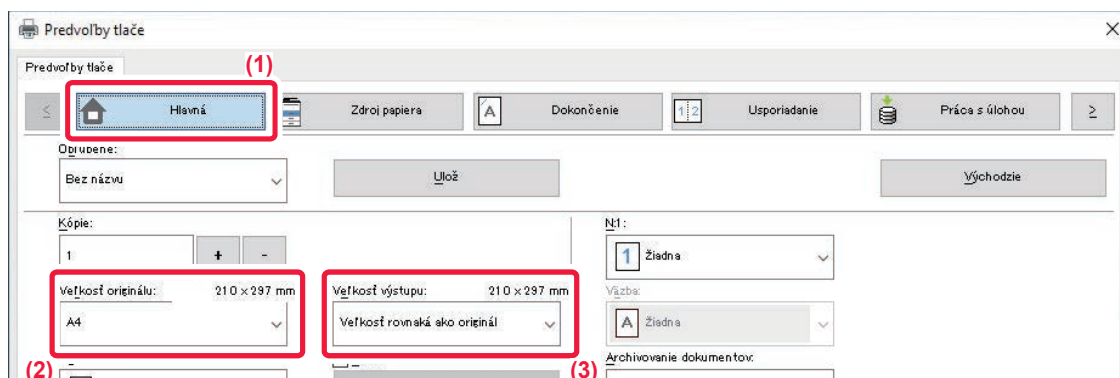 Predvoľby tlače
Predvoľby tlače
(1)
<
Hlavná
Zdroj papiera
Dokončenie
Usporiadanie
Práca s úlohou
>
Bez názvu
Ulož
Východzie
Kópie:
N:1:
1
+
-
1
Žiadna
Veľkosť originálu:
210 × 297 mm
Veľkosť výstupu:
210 × 297 mm
Väzba:
A4
Veľkosť rovnaká ako originál
Žiadna
Archivovanie dokumentov:
(2)
(3)